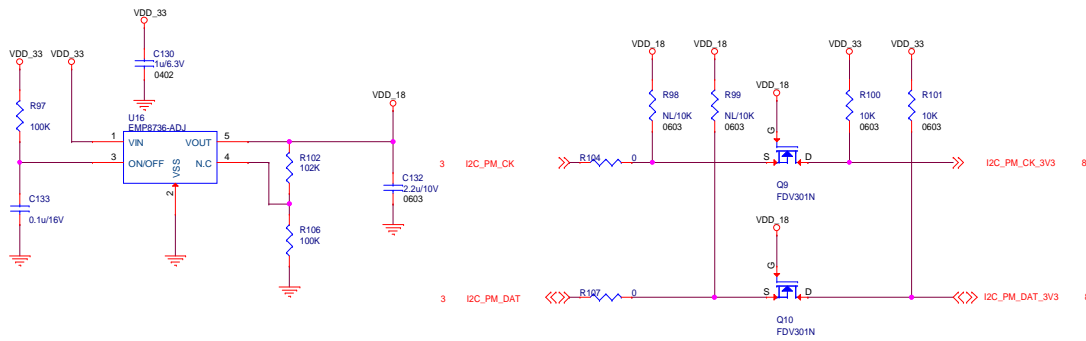 VDD_33
VDD_33
VDD_33
C130
1u/6.3V
0402
R97
100K
U16
EMP8736-ADJ
1
VIN
VOUT
5
3
ON/OFF
N.C
4
VSS
2
C133
0.1u/16V
R102
102K
R106
100K
VDD_18
C132
2.2u/10V
0603
VDD_18
VDD_18
VDD_33
VDD_33
R98
NL/10K
0603
R99
NL/10K
0603
VDD_18
R100
10K
0603
R101
10K
0603
3
I2C_PM_CK
R104
0
G
S
D
Q9
FDV301N
I2C_PM_CK_3V3
8
VDD_18
3
I2C_PM_DAT
R107
0
G
S
D
Q10
FDV301N
I2C_PM_DAT_3V3